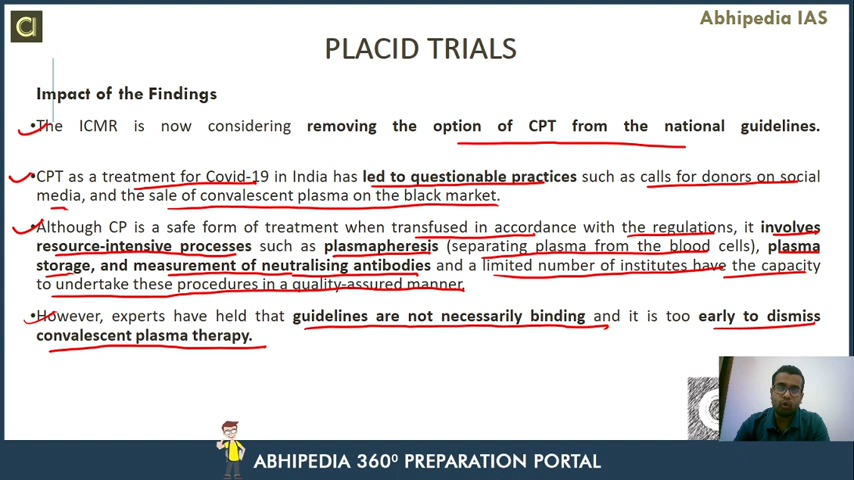 Abhipedia IAS
PLACID TRIALS
Impact of the Findings
•The ICMR is now considering removing the option of CPT from the national guidelines.
•CPT as a treatment for Covid-19 in India has led to questionable practices such as calls for donors on social
media, and the sale of convalescent plasma on the black market.
•Although CP is a safe form of treatment when transfused in accordance with the regulations, it involves
resource-intensive processes such as plasmapheresis (separating plasma from the blood cells), plasma
storage, and measurement of neutralising antibodies and a limited number of institutes have the capacity
to undertake these procedures in a quality-assured manner.
•However, experts have held that guidelines are not necessarily binding and it is too early to dismiss
convalescent plasma therapy.
ABHIPEDIA 360⁰ PREPARATION PORTAL